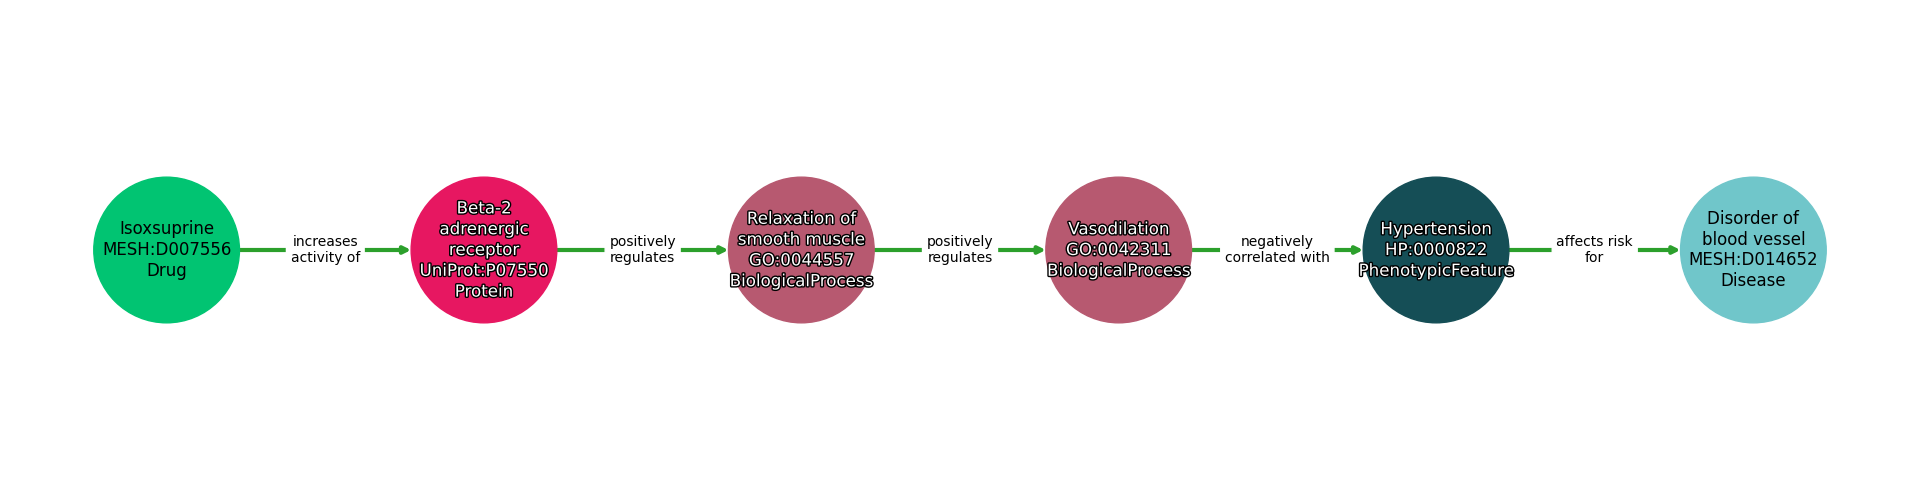 Isoxsuprine
MESH:D007556
Drug
increases
activity of
Beta-2
adrenergic
receptor
UniProt:P07550
Protein
positively
regulates
Relaxation of
smooth muscle
GO:0044557
BiologicalProcess
positively
regulates
Vasodilation
GO:0042311
BiologicalProcess
negatively
correlated with
Hypertension
HP:0000822
PhenotypicFeature
affects risk
for
Disorder of
blood vessel
MESH:D014652
Disease